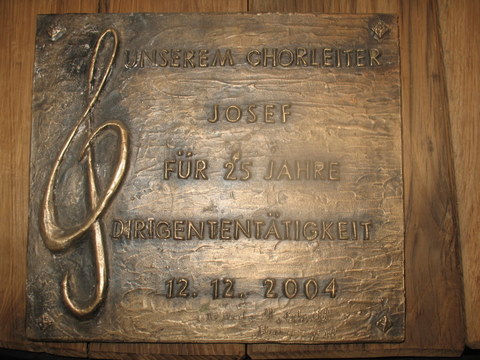 UNSEREM CHORLEITER
JOSEF
FÜR 25 JAHRE
DIRIGENTENTÄTIGKEIT
12. 12. 2004